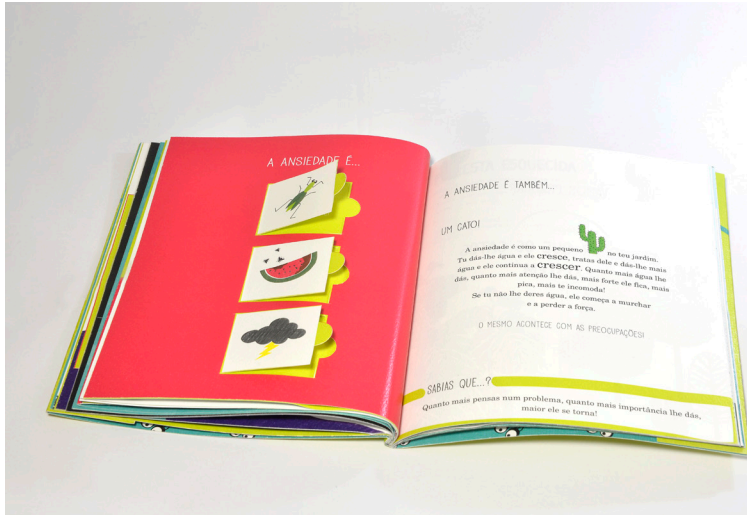 A ANSIEDADE É...
A ANSIEDADE É TAMBÉM...
UM CATO!
A ansiedade é como um pequeno no teu jardim.
Tu dás-lhe água e ele cresce, tratas dele e dás-lhe mais
água e ele continua a crescer. Quanto mais água lhe
dás, quanto mais atenção lhe dás, mais forte ele fica, mais
pica, mais te incomoda!
Se tu não lhe deres água, ele começa a murchar
e a perder a força.
O MESMO ACONTECE COM AS PREOCUPAÇÕES!
SABIAS QUE...?
Quanto mais pensas num problema, quanto mais importância lhe dás,
maior ele se torna!